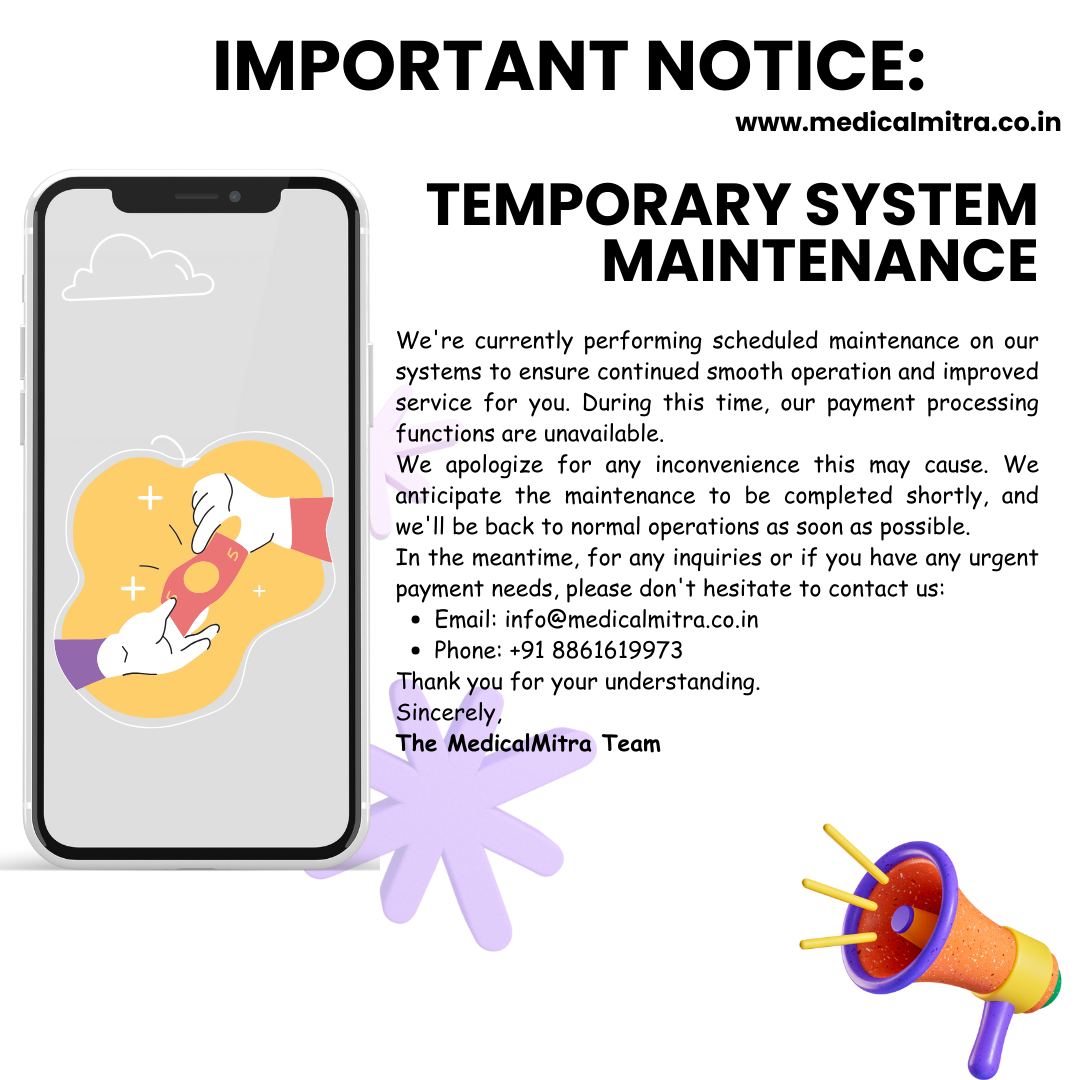 IMPORTANT NOTICE:
www.medicalmitra.co.in
TEMPORARY SYSTEM
MAINTENANCE
We're currently performing scheduled maintenance on our
systems to ensure continued smooth operation and improved
service for you. During this time, our payment processing
functions are unavailable.
We apologize for any inconvenience this may cause. We
anticipate the maintenance to be completed shortly, and
we'll be back to normal operations as soon as possible.
In the meantime, for any inquiries or if you have any urgent
payment needs, please don't hesitate to contact us:
• Email: info@medicalmitra.co.in
• Phone: +91 8861619973
Thank you for your understanding.
Sincerely,
The MedicalMitra Team
5